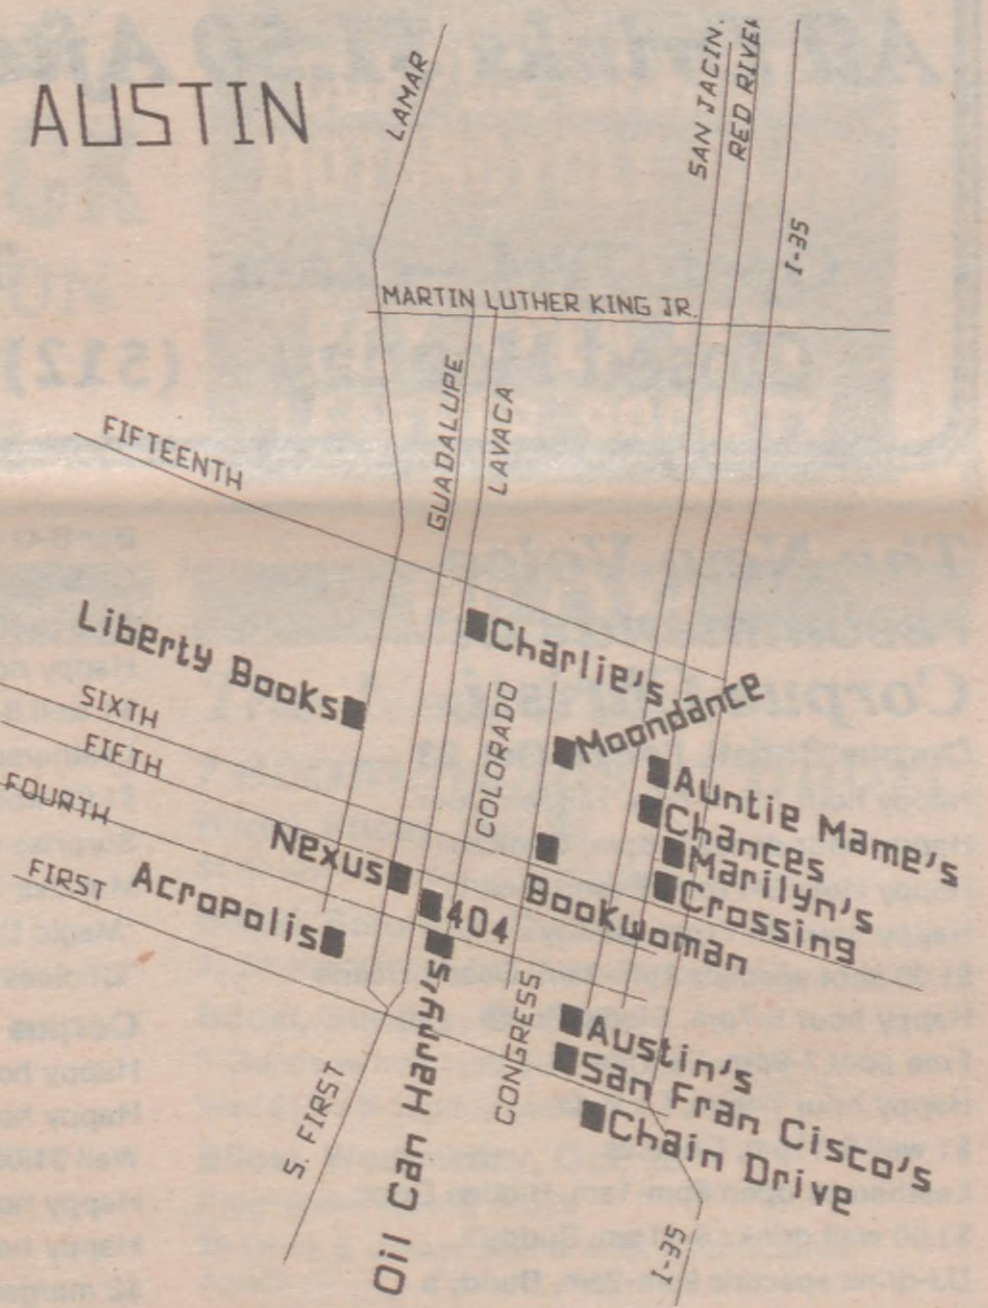 AUSTIN
LAMAR
SAN JACIN.
RED RIVER
I-35
MARTIN LUTHER KING JR.
GUADALUPE
LAVACA
FIFTEENTH
Liberty Books
Charlie's
Moondance
SIXTH
FIFTH
FOURTH
FIRST
COLORADO
Auntie Mame's
Chances
Marilyn's
Crossing
Nexus
Acropolis
404
BooKwoman
Oil Can Harry's
CONGRESS
Austin's
San Fran Cisco's
Chain Drive
S. FIRST
I-35